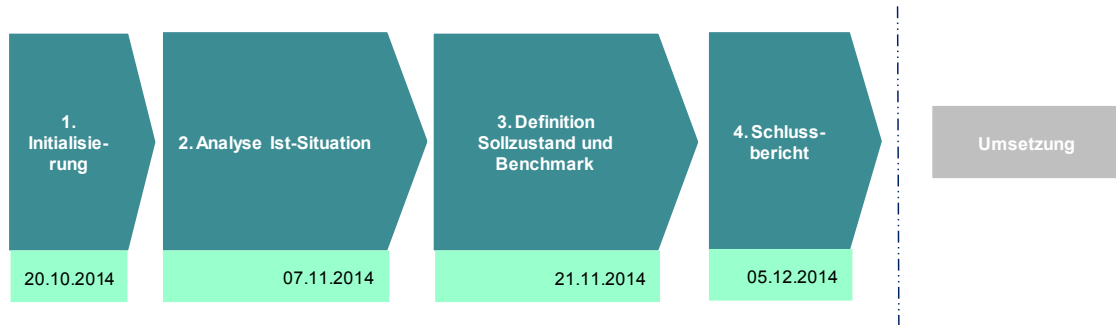 1.
Initialisie-
rung
2. Analyse Ist-Situation
3. Definition
Sollzustand und
Benchmark
4. Schluss-
bericht
Umsetzung
20.10.2014
07.11.2014
21.11.2014
05.12.2014